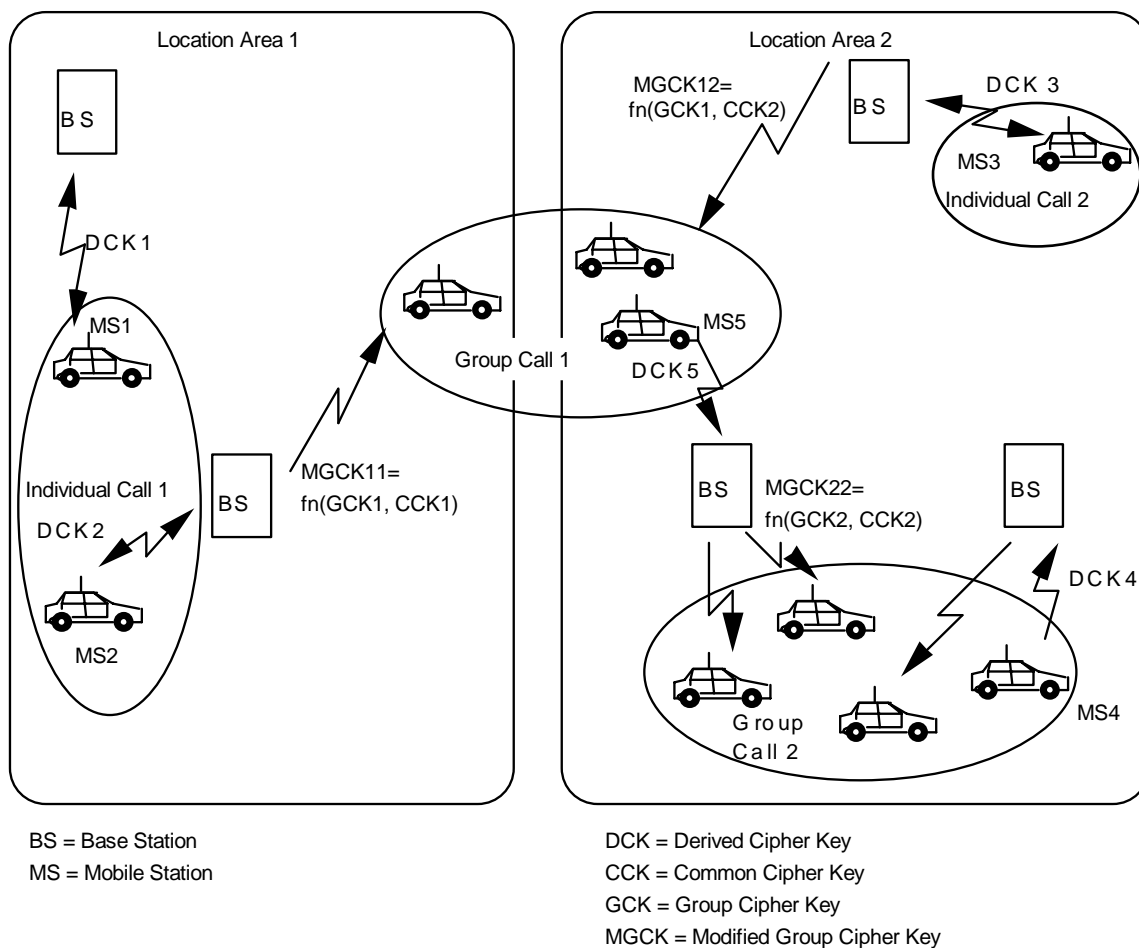 Location Area 1
BS
DCK1
MS1
Individual Call 1
DCK2
MS2
BS
MGCK11=
fn(GCK1, CCK1)
Group Call 1
Location Area 2
MGCK12=
fn(GCK1, CCK2)
BS
DCK 3
MS3
Individual Call 2
MS5
DCK5
BS
MGCK22=
fn(GCK2, CCK2)
BS
DCK4
MS4
Group
Call 2
BS = Base Station
MS = Mobile Station
DCK = Derived Cipher Key
CCK = Common Cipher Key
GCK = Group Cipher Key
MGCK = Modified Group Cipher Key